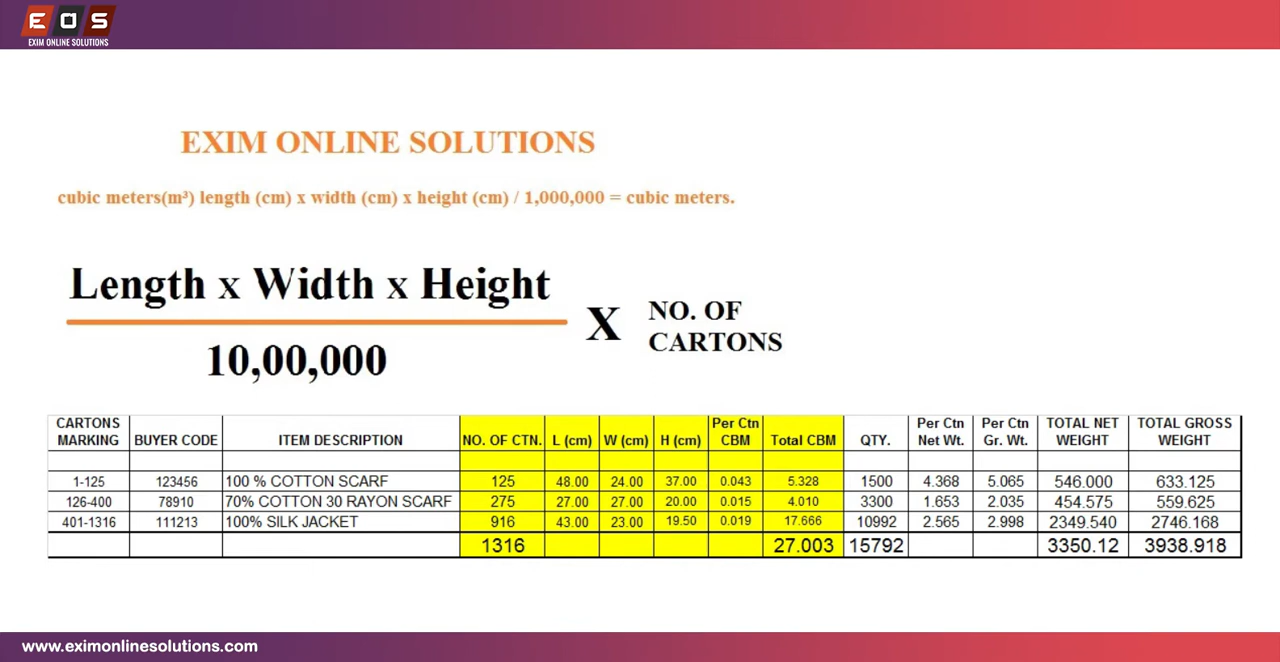 EOS
EXIM ONLINE SOLUTIONS
EXIM ONLINE SOLUTIONS
cubic meters(m³) length (cm) x width (cm) x height (cm) / 1,000,000 = cubic meters.
Length x Width x Height
10,00,000
X
NO. OF
CARTONS
CARTONS MARKING BUYER CODE ITEM DESCRIPTION NO. OF CTN. L (cm) W (cm) H (cm) Per Ctn CBM Total CBM QTY. Per Ctn Net Wt. Per Ctn Gr. Wt. TOTAL NET WEIGHT TOTAL GROSS WEIGHT
1-125 123456 100 % COTTON SCARF 125 48.00 24.00 37.00 0.043 5.328 1500 4.368 5.065 546.000 633.125
126-400 78910 70% COTTON 30 RAYON SCARF 275 27.00 27.00 20.00 0.015 4.010 3300 1.653 2.035 454.575 559.625
401-1316 111213 100% SILK JACKET 916 43.00 23.00 19.50 0.019 17.666 10992 2.565 2.998 2349.540 2746.168
1316 27.003 15792 3350.12 3938.918
www.eximonlinesolutions.com